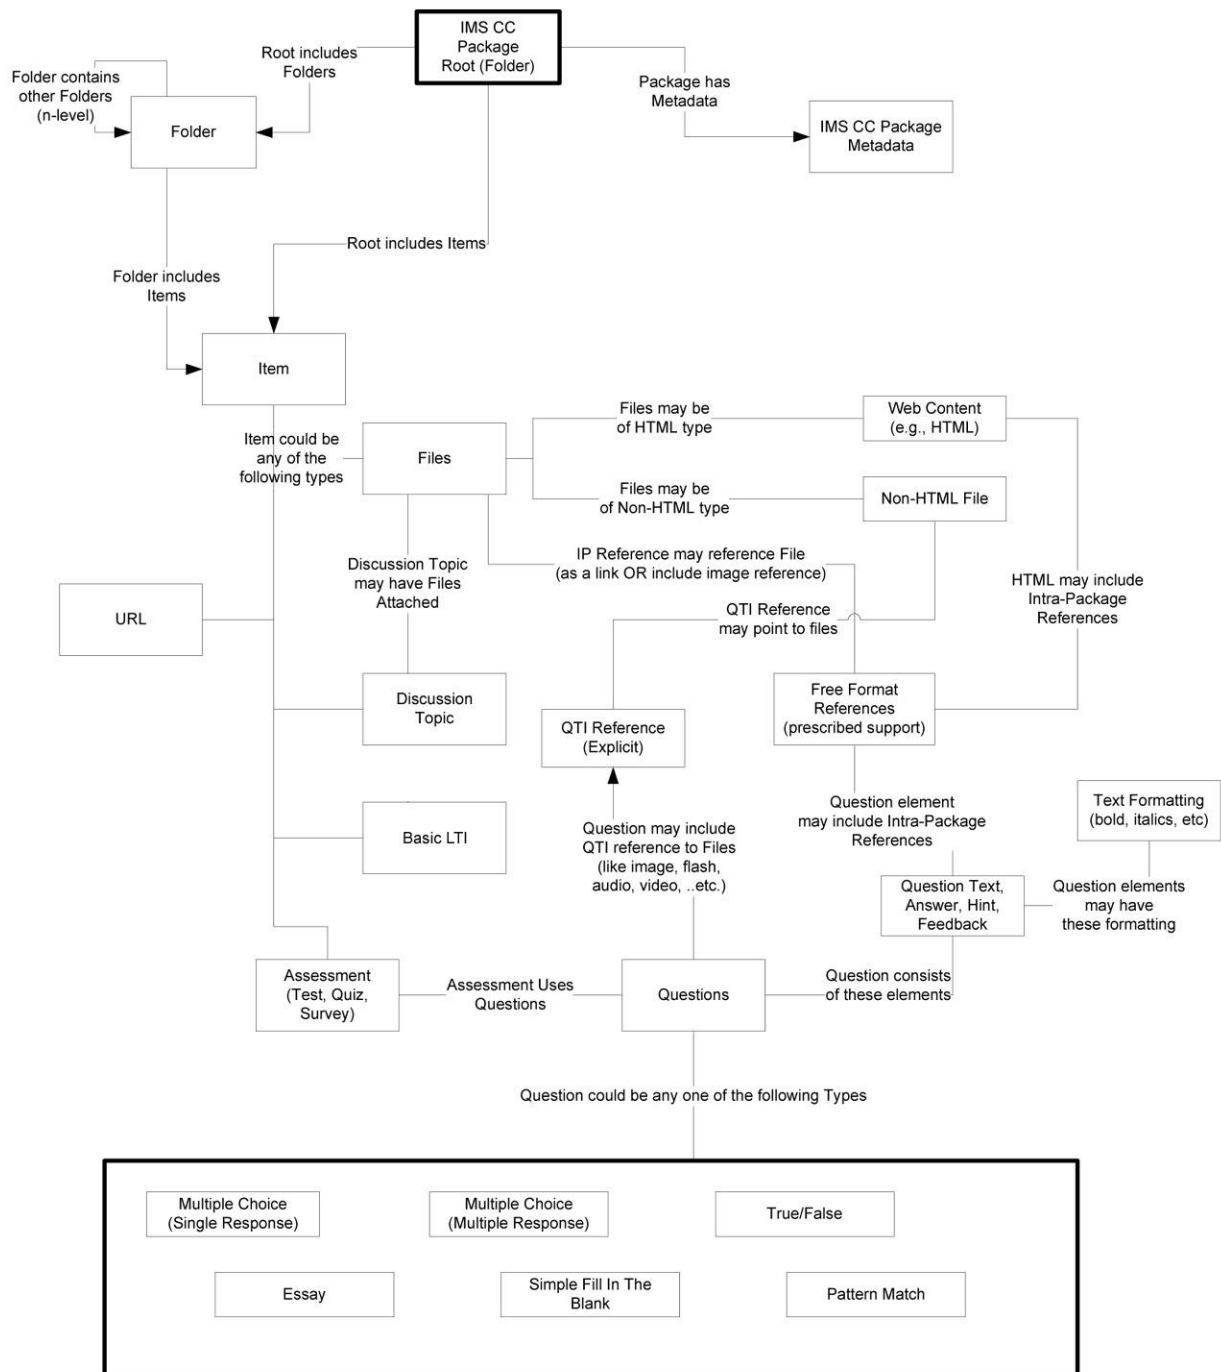 IMS CC
Package
Root (Folder)
Root includes
Folders
Folder contains
other Folders
(n-level)
Folder
Package has
Metadata
IMS CC Package
Metadata
Root includes Items
Folder includes
Items
Item
Item could be
any of the
following types
Files
Files may be
of HTML type
Web Content
(e.g., HTML)
Files may be
of Non-HTML type
Non-HTML File
IP Reference may reference File
(as a link OR include image reference)
Discussion Topic
may have Files
Attached
HTML may include
Intra-Package
References
URL
QTI Reference
may point to files
Discussion
Topic
QTI Reference
(Explicit)
Free Format
References
(prescribed support)
Basic LTI
Question may include
QTI reference to Files
(like image, flash,
audio, video, ..etc.)
Question element
may include Intra-Package
References
Text Formatting
(bold, italics, etc)
Question Text,
Answer, Hint,
Feedback
Question elements
may have
these formatting
Assessment
(Test, Quiz,
Survey)
Assessment Uses
Questions
Questions
Question consists
of these elements
Question could be any one of the following Types
Multiple Choice
(Single Response)
Multiple Choice
(Multiple Response)
True/False
Essay
Simple Fill In The
Blank
Pattern Match